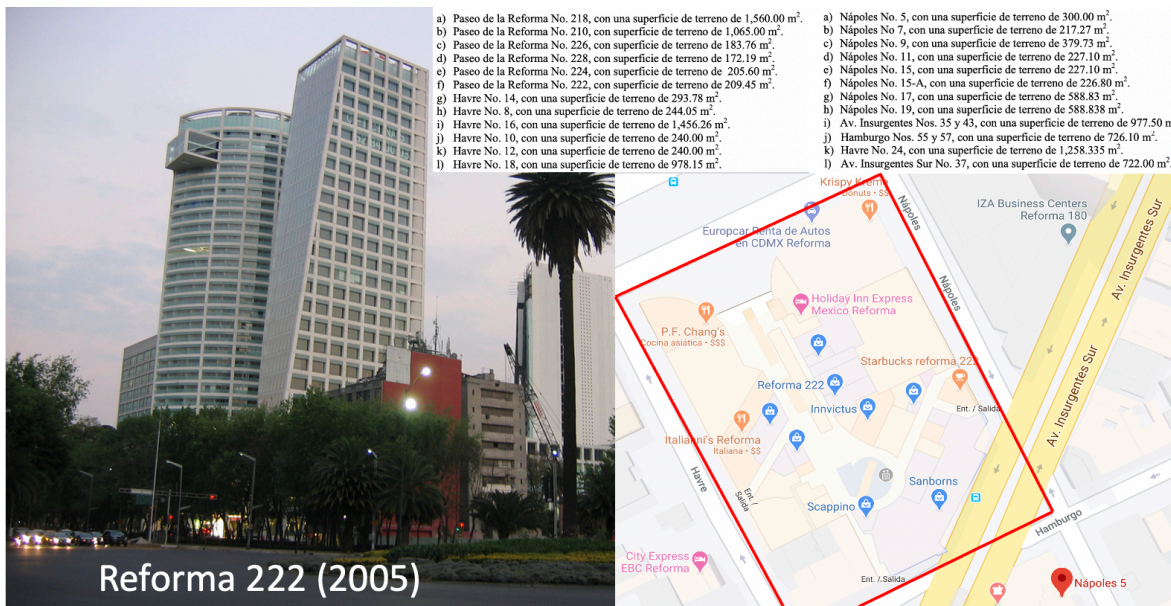 a) Paseo de la Reforma No. 218, con una superficie de terreno de 1,560.00 m².
b) Paseo de la Reforma No. 210, con superficie de terreno de 1,065.00 m².
c) Paseo de la Reforma No. 226, con superficie de terreno de 183.76 m².
d) Paseo de la Reforma No. 228, con superficie de terreno de 172.19 m².
e) Paseo de la Reforma No. 224, con superficie de terreno de 205.60 m².
f) Paseo de la Reforma No. 222, con superficie de terreno de 209.45 m².
g) Havre No. 14, con una superficie de terreno de 293.78 m².
h) Havre No. 8, con una superficie de terreno de 244.05 m².
i) Havre No. 16, con una superficie de terreno de 1,456.26 m².
j) Havre No. 10, con una superficie de terreno de 240.00 m².
k) Havre No. 12, con una superficie de terreno de 240.00 m².
l) Havre No. 18, con una superficie de terreno de 978.15 m².
a) Nápoles No. 5, con una superficie de terreno de 300.00 m².
b) Nápoles No 7, con una superficie de terreno de 217.27 m².
c) Nápoles No. 9, con una superficie de terreno de 379.73 m².
d) Nápoles No. 11, con una superficie de terreno de 227.10 m².
e) Nápoles No. 15, con una superficie de terreno de 227.10 m².
f) Nápoles No. 15-A, con una superficie de terreno de 226.80 m².
g) Nápoles No. 17, con una superficie de terreno de 588.83 m².
h) Nápoles No. 19, con una superficie de terreno de 588.838 m².
i) Av. Insurgentes Nos. 35 y 43, con una superficie de terreno de 977.50 m
j) Hamburgo Nos. 55 y 57, con una superficie de terreno de 726.10 m².
k) Havre No. 24, con una superficie de terreno de 1,258.335 m².
l) Av. Insurgentes Sur No. 37, con una superficie de terreno de 722.00 m².
Krispy Kreme
Donuts • $$
Europcar Renta de Autos
en CDMX Reforma
Nápoles
IZA Business Centers
Reforma 180
Av. Insurgentes Sur
Holiday Inn Express
Mexico Reforma
Nápoles
P.F. Chang's
Cocina asiática • $$$
Starbucks reforma 222
Reforma 222
Innvictus
Ent. / Salida
Av. Insurgentes Sur
Italianni's Reforma
Italiana • $$
Havre
Ent. /
Salida
Sanborns
Scappino
Hamburgo
City Express
EBC Reforma
Ent. / Salida
Nápoles 5
Reforma 222 (2005)